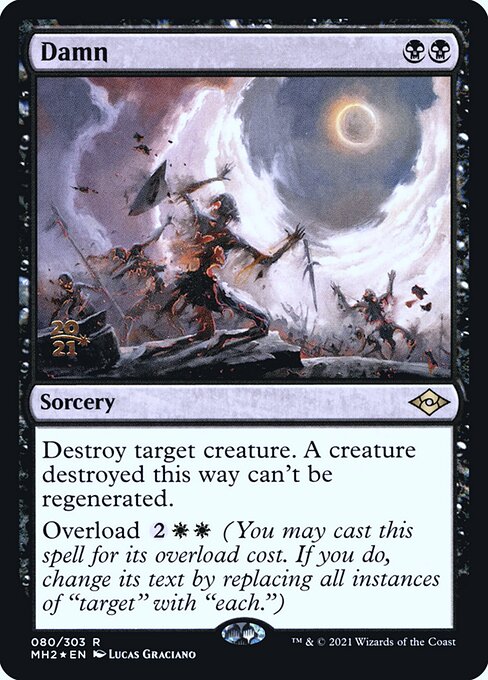 Damn
20
21
Sorcery
Destroy target creature. A creature
destroyed this way can't be
regenerated.
Overload 2 (You may cast this
spell for its overload cost. If you do,
change its text by replacing all instances
of “target” with “each.”)
080/303 R
MH2★EN Lucas Graciano
™ & © 2021 Wizards of the Coast